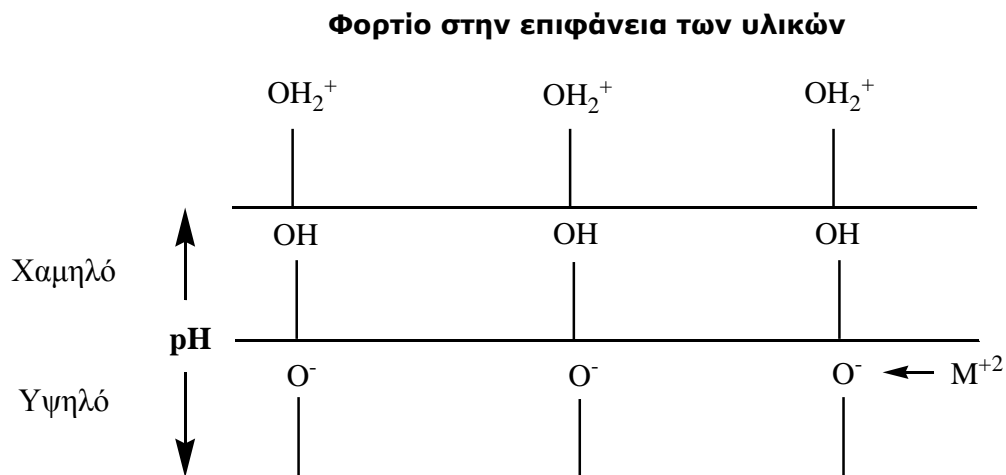 Φορτίο στην επιφάνεια των υλικών
OH₂⁺ OH₂⁺ OH₂⁺
OH OH OH
Χαμηλό
pH
O⁻ O⁻ O⁻ M⁺²
Υψηλό